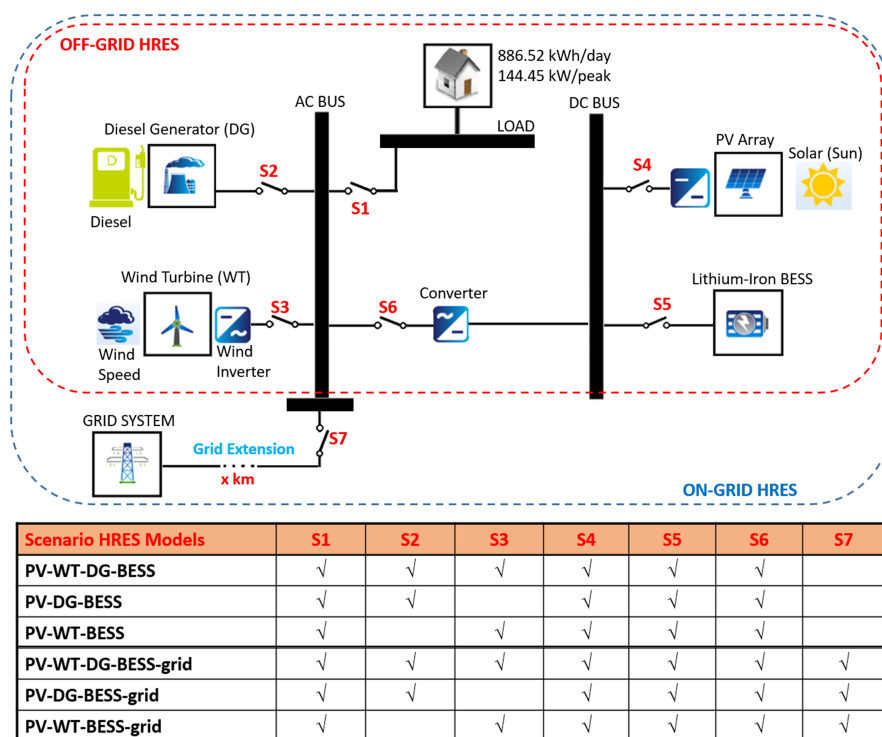 OFF-GRID HRES
886.52 kWh/day
144.45 kW/peak
AC BUS
DC BUS
LOAD
Diesel Generator (DG)
D
Diesel
S2
S1
S4
PV Array
Solar (Sun)
Wind Turbine (WT)
S3
Wind
Speed
Wind
Inverter
S6
Converter
S5
Lithium-Iron BESS
GRID SYSTEM
Grid Extension
x km
S7
ON-GRID HRES
Scenario HRES Models S1 S2 S3 S4 S5 S6 S7
PV-WT-DG-BESS √ √ √ √ √ √
PV-DG-BESS √ √ √ √ √
PV-WT-BESS √ √ √ √ √
PV-WT-DG-BESS-grid √ √ √ √ √ √ √
PV-DG-BESS-grid √ √ √ √ √ √
PV-WT-BESS-grid √ √ √ √ √ √